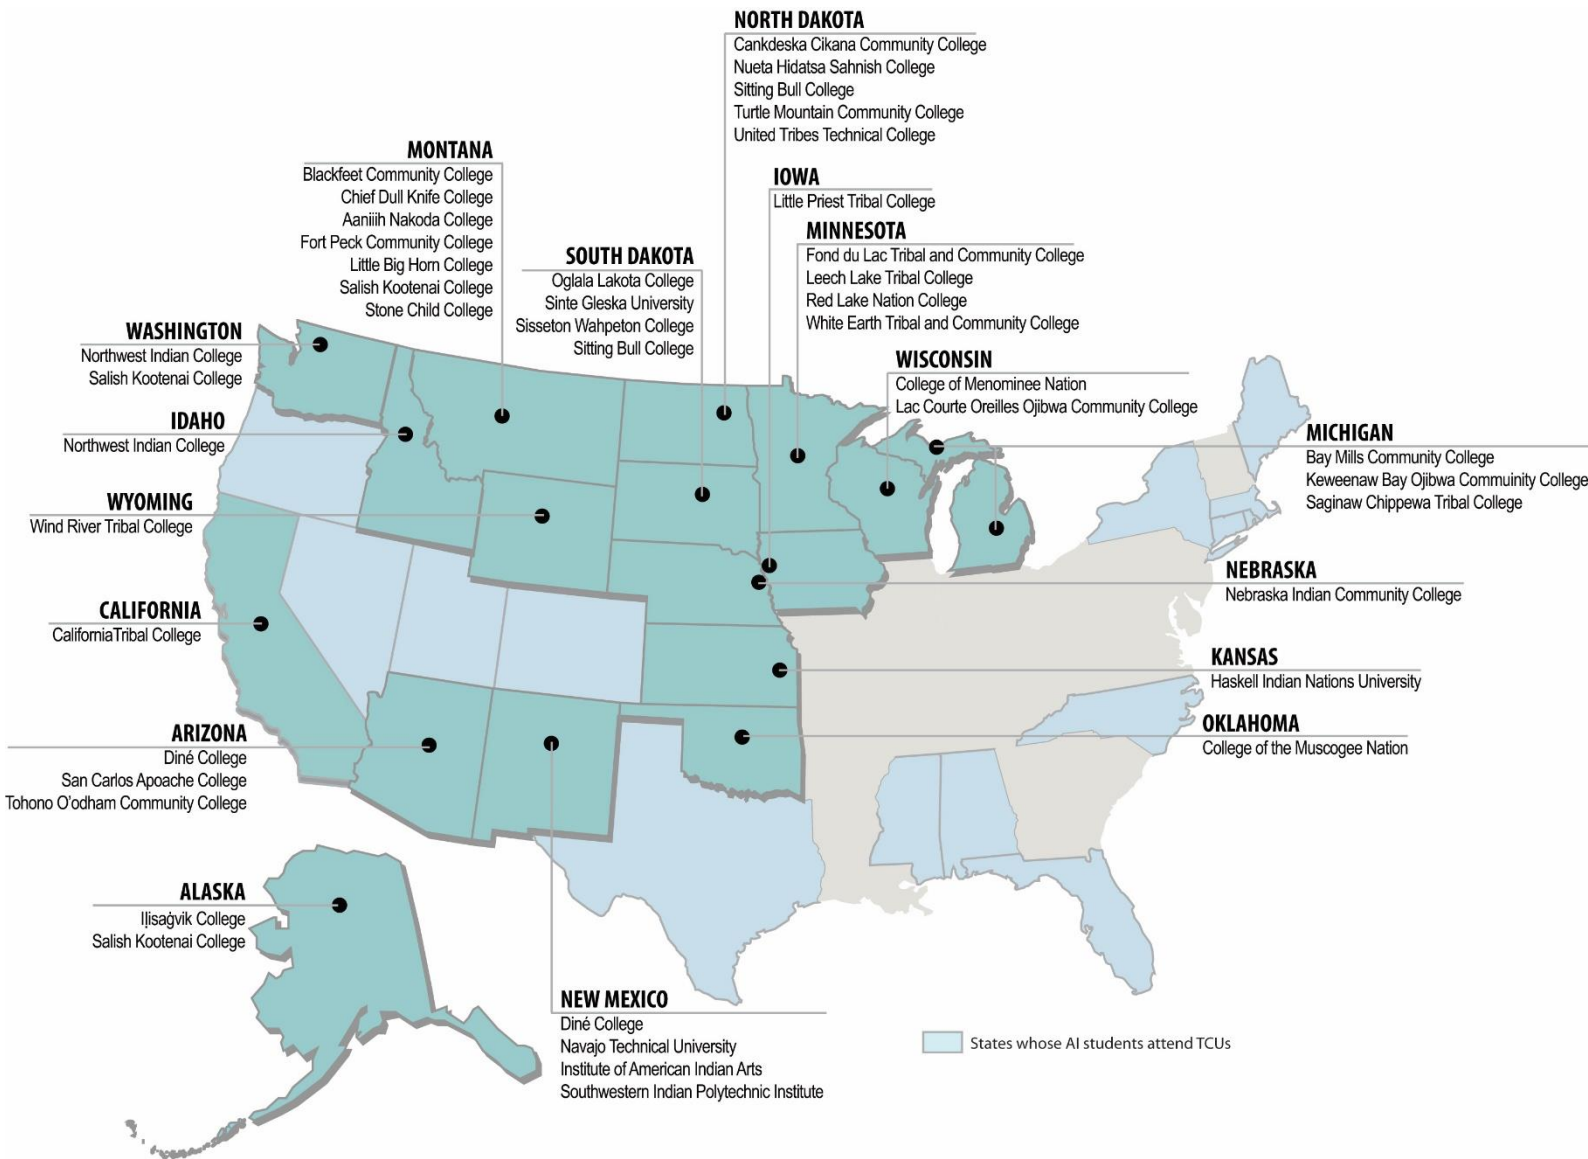 NORTH DAKOTA
Cankdeska Cikana Community College
Nueta Hidatsa Sahnish College
Sitting Bull College
Turtle Mountain Community College
United Tribes Technical College
MONTANA
Blackfeet Community College
Chief Dull Knife College
Aaniiih Nakoda College
Fort Peck Community College
Little Big Horn College
Salish Kootenai College
Stone Child College
IOWA
Little Priest Tribal College
MINNESOTA
Fond du Lac Tribal and Community College
Leech Lake Tribal College
Red Lake Nation College
White Earth Tribal and Community College
SOUTH DAKOTA
Oglala Lakota College
Sinte Gleska University
Sisseton Wahpeton College
Sitting Bull College
WASHINGTON
Northwest Indian College
Salish Kootenai College
WISCONSIN
College of Menominee Nation
Lac Courte Oreilles Ojibwa Community College
IDAHO
Northwest Indian College
MICHIGAN
Bay Mills Community College
Keweenaw Bay Ojibwa Commuinity College
Saginaw Chippewa Tribal College
WYOMING
Wind River Tribal College
NEBRASKA
Nebraska Indian Community College
CALIFORNIA
CaliforniaTribal College
KANSAS
Haskell Indian Nations University
OKLAHOMA
College of the Muscogee Nation
ARIZONA
Diné College
San Carlos Apoache College
Tohono O'odham Community College
ALASKA
Iḷisaġvik College
Salish Kootenai College
NEW MEXICO
Diné College
Navajo Technical University
Institute of American Indian Arts
Southwestern Indian Polytechnic Institute
States whose AI students attend TCUs